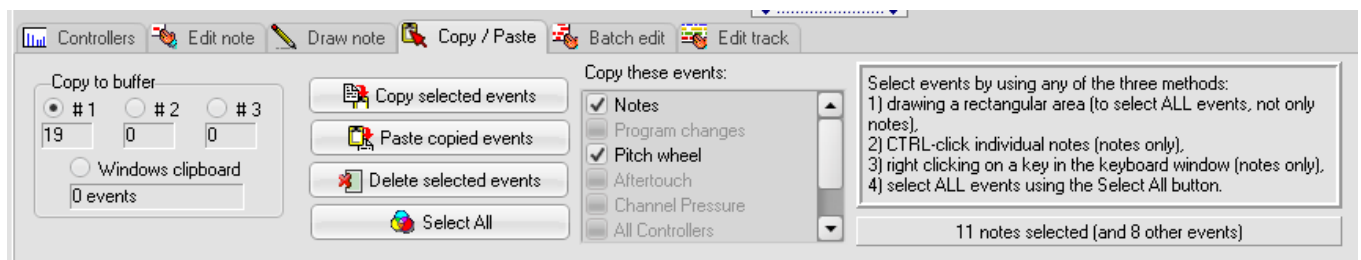 Controllers Edit note Draw note Copy / Paste Batch edit Edit track
Copy to buffer
# 1 # 2 # 3
19 0 0
Windows clipboard
0 events
Copy selected events
Paste copied events
Delete selected events
Select All
Copy these events:
Notes
Program changes
Pitch wheel
Aftertouch
Channel Pressure
All Controllers
Select events by using any of the three methods:
1) drawing a rectangular area (to select ALL events, not only
notes),
2) CTRL-click individual notes (notes only),
3) right clicking on a key in the keyboard window (notes only),
4) select ALL events using the Select All button.
11 notes selected (and 8 other events)